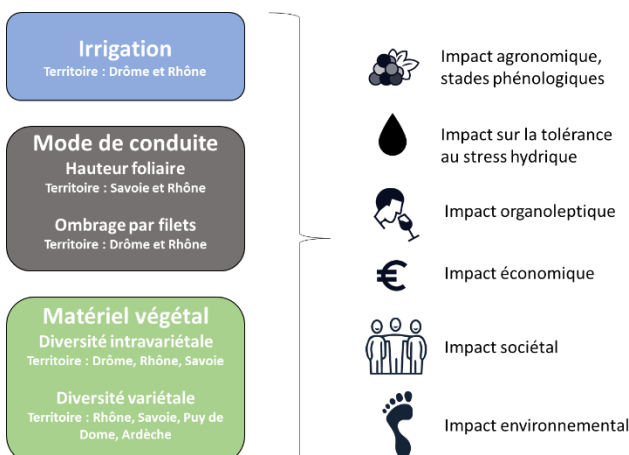 Irrigation
Territoire : Drôme et Rhône
Mode de conduite
Hauteur foliaire
Territoire : Savoie et Rhône
Ombrage par filets
Territoire : Drôme et Rhône
Matériel végétal
Diversité intravariétale
Territoire : Drôme, Rhône, Savoie
Diversité variétale
Territoire : Rhône, Savoie, Puy de
Dome, Ardèche
Impact agronomique,
stades phénologiques
Impact sur la tolérance
au stress hydrique
Impact organoleptique
€
Impact économique
Impact sociétal
Impact environnemental